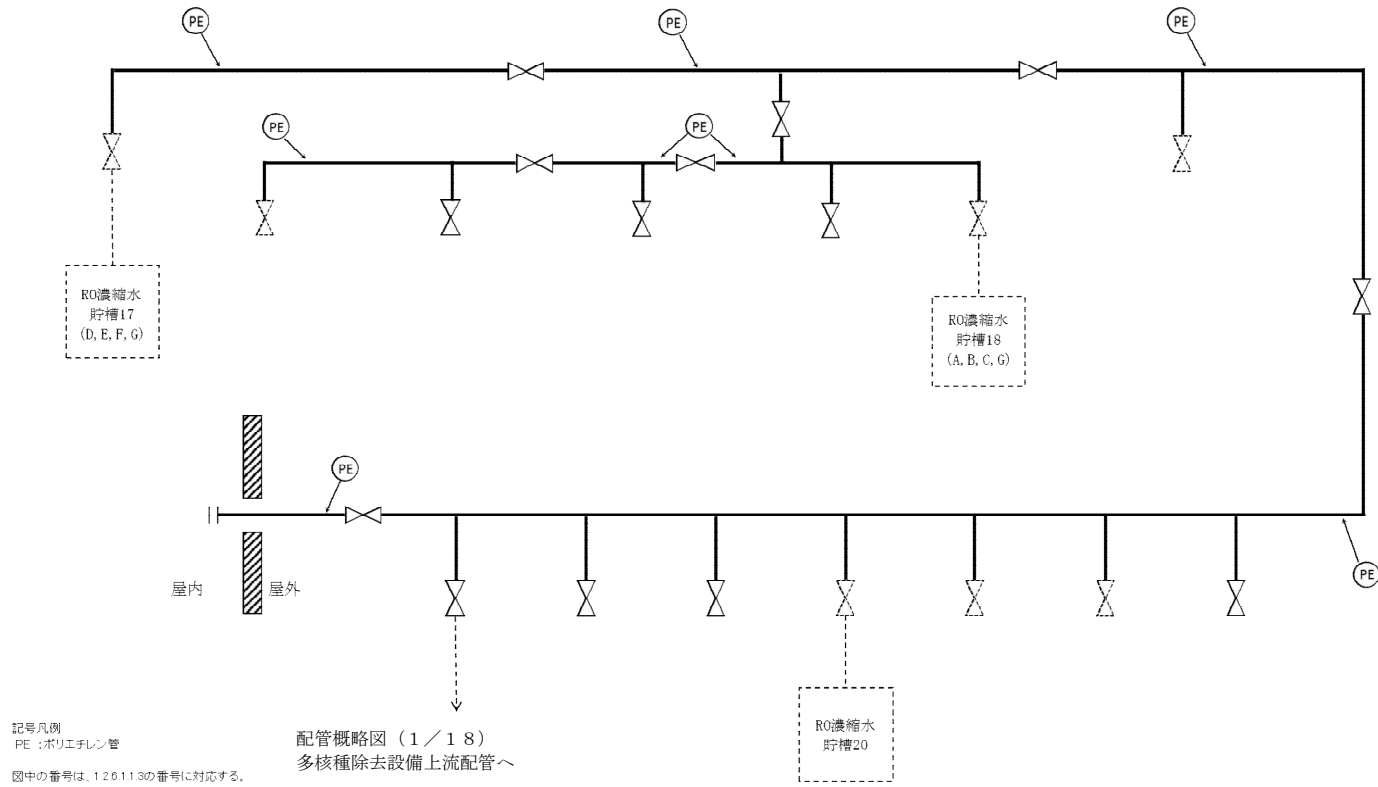 PE
PE
PE
PE
PE
RO濃縮水
貯槽17
(D, E, F, G)
RO濃縮水
貯槽18
(A, B, C, G)
PE
屋内
屋外
PE
RO濃縮水
貯槽20
配管概略図（1／18）
多核種除去設備上流配管へ
記号凡例
PE ：ポリエチレン管
図中の番号は、1.2.6.1.1.3の番号に対応する。